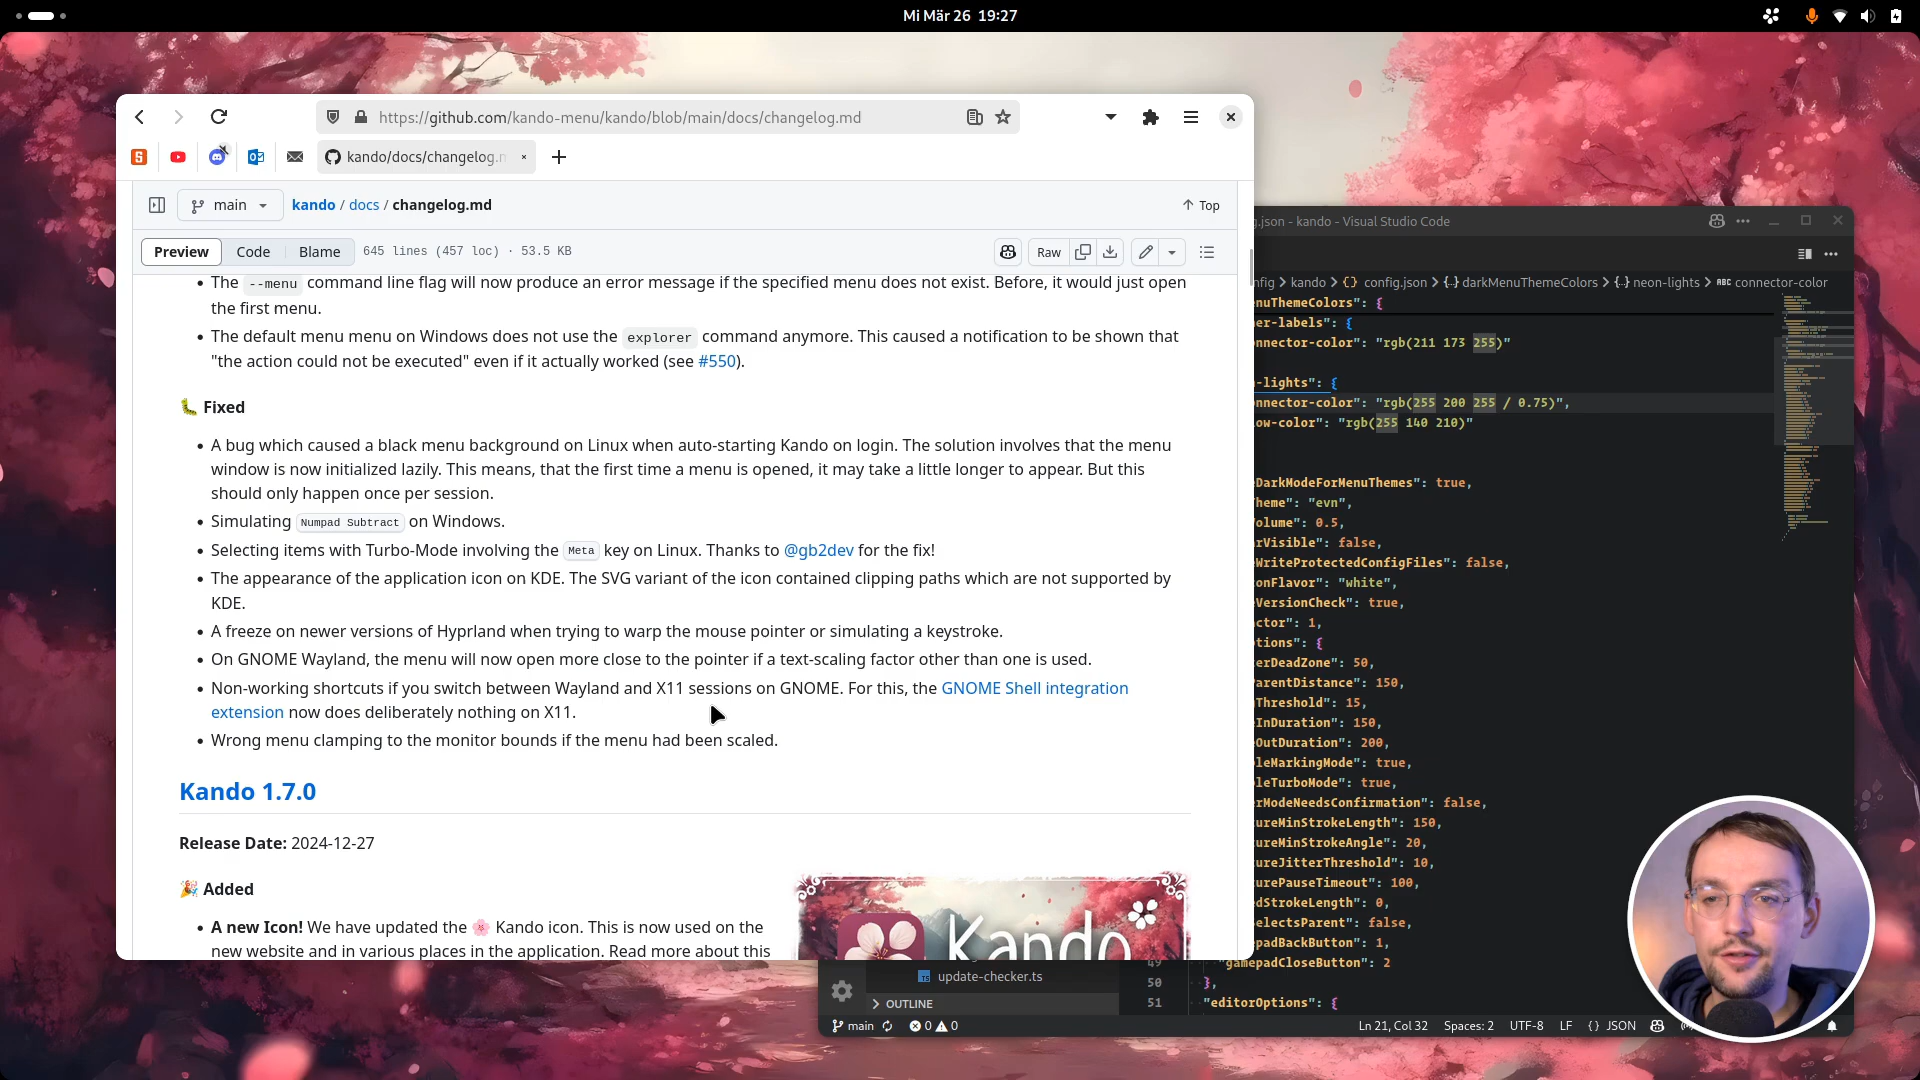 Mi Mär 26 19:27
https://github.com/kando-menu/kando/blob/main/docs/changelog.md
kando/docs/changelog.m
main
kando / docs / changelog.md
Top
Preview Code Blame 645 lines (457 loc) · 53.5 KB
Raw
The --menu command line flag will now produce an error message if the specified menu does not exist. Before, it would just open
the first menu.
The default menu menu on Windows does not use the explorer command anymore. This caused a notification to be shown that
"the action could not be executed" even if it actually worked (see #550).
🐛 Fixed
A bug which caused a black menu background on Linux when auto-starting Kando on login. The solution involves that the menu
window is now initialized lazily. This means, that the first time a menu is opened, it may take a little longer to appear. But this
should only happen once per session.
Simulating Numpad Subtract on Windows.
Selecting items with Turbo-Mode involving the Meta key on Linux. Thanks to @gb2dev for the fix!
The appearance of the application icon on KDE. The SVG variant of the icon contained clipping paths which are not supported by
KDE.
A freeze on newer versions of Hyprland when trying to warp the mouse pointer or simulating a keystroke.
On GNOME Wayland, the menu will now open more close to the pointer if a text-scaling factor other than one is used.
Non-working shortcuts if you switch between Wayland and X11 sessions on GNOME. For this, the GNOME Shell integration
extension now does deliberately nothing on X11.
Wrong menu clamping to the monitor bounds if the menu had been scaled.
Kando 1.7.0
Release Date: 2024-12-27
🎉 Added
A new Icon! We have updated the 🌸 Kando icon. This is now used on the
new website and in various places in the application. Read more about this
Kando
g.json - kando - Visual Studio Code
nfig > kando > {} config.json > {} darkMenuThemeColors > {} neon-lights > abc connector-color
enuThemeColors": {
er-labels": {
nnector-color": "rgb(211 173 255)"
-lights": {
nnector-color": "rgb(255 200 255 / 0.75)",
ow-color": "rgb(255 140 210)"
eDarkModeForMenuThemes": true,
heme": "evn",
olume": 0.5,
arVisible": false,
eWriteProtectedConfigFiles": false,
onFlavor": "white",
eVersionCheck": true,
actor": 1,
tions": {
erDeadZone": 50,
ParentDistance": 150,
Threshold": 15,
eInDuration": 150,
eOutDuration": 200,
leMarkingMode": true,
leTurboMode": true,
erModeNeedsConfirmation": false,
ureMinStrokeLength": 150,
ureMinStrokeAngle": 20,
ureJitterThreshold": 10,
urePauseTimeout": 100,
edStrokeLength": 0,
SelectsParent": false,
epadBackButton": 1,
49 "gamepadCloseButton": 2
50 },
51 "editorOptions": {
TS update-checker.ts
OUTLINE
main 0 0
Ln 21, Col 32 Spaces: 2 UTF-8 LF {} JSON